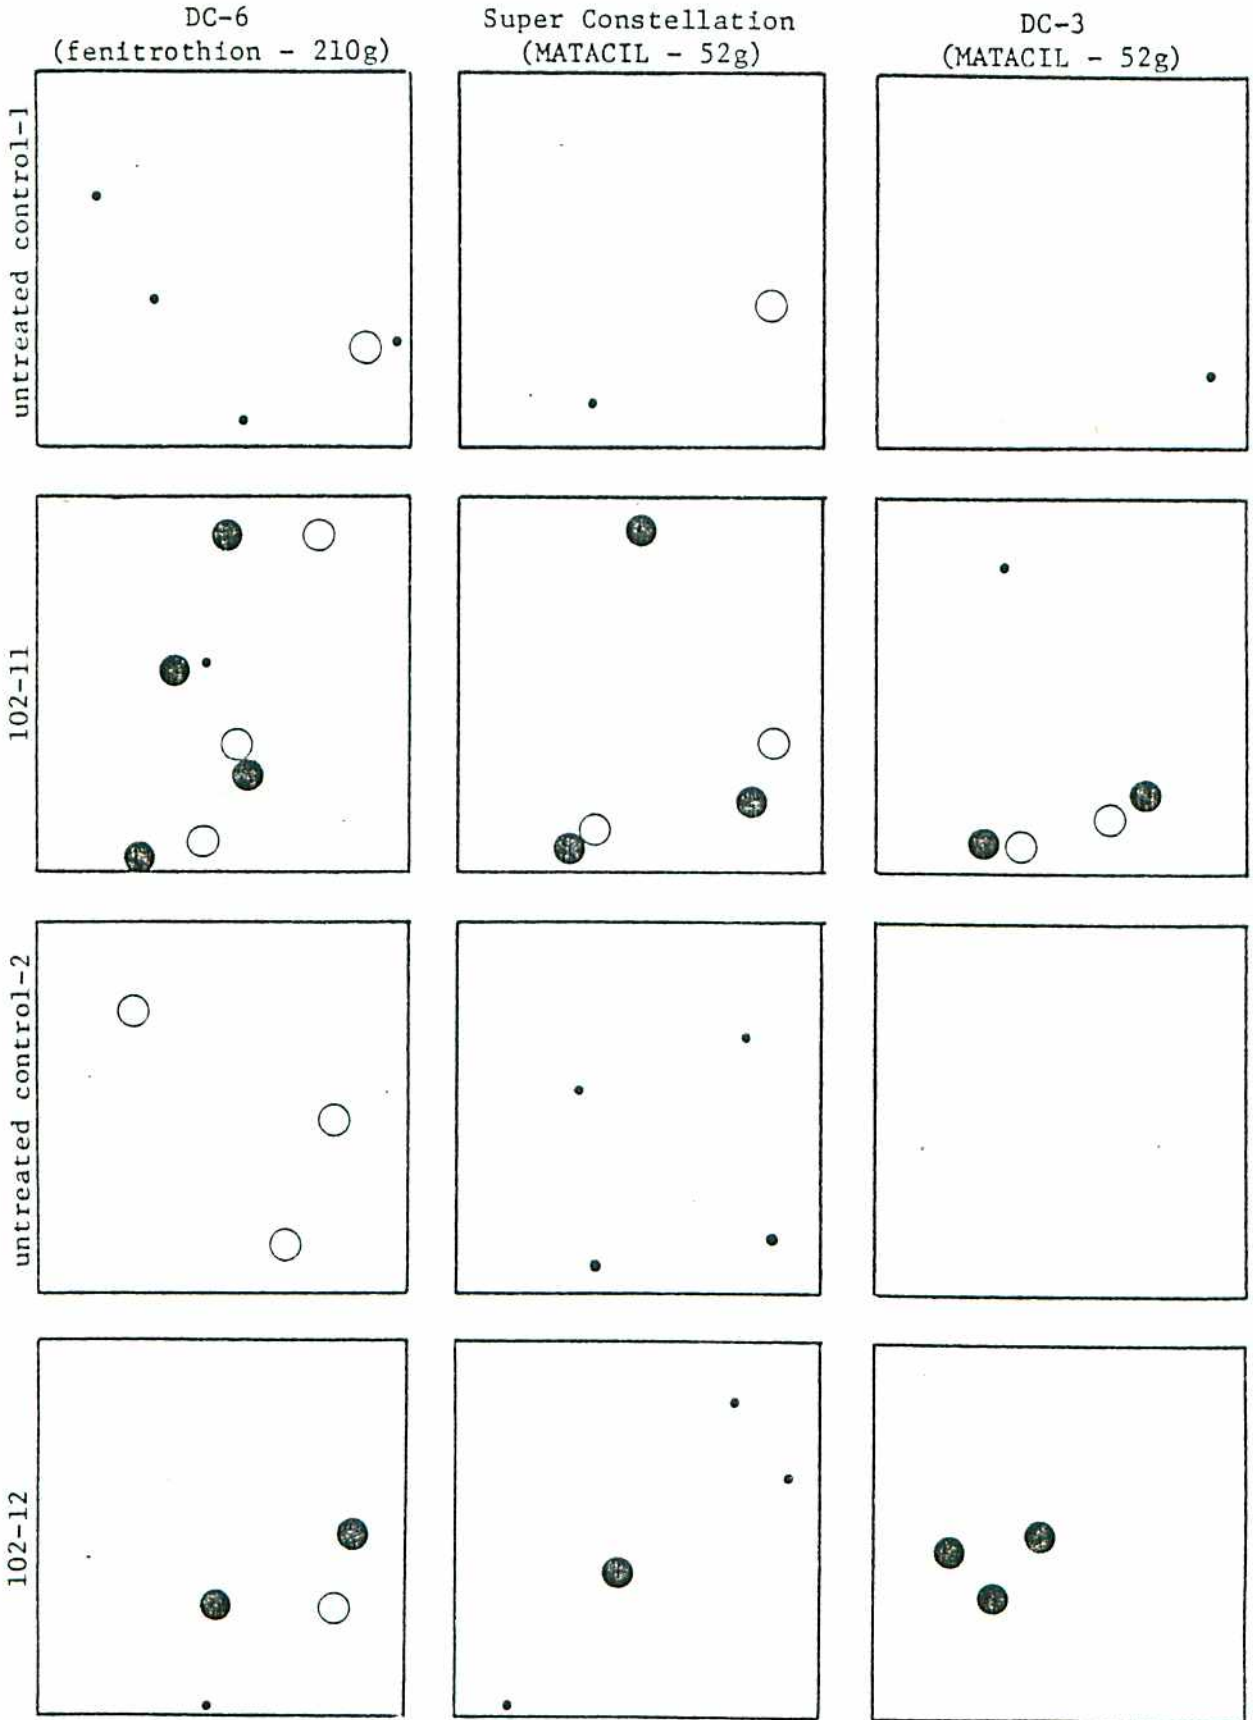 DC-6
(fenitrothion - 210g)
Super Constellation
(MATACIL - 52g)
DC-3
(MATACIL - 52g)
untreated control-1
102-11
untreated control-2
102-12